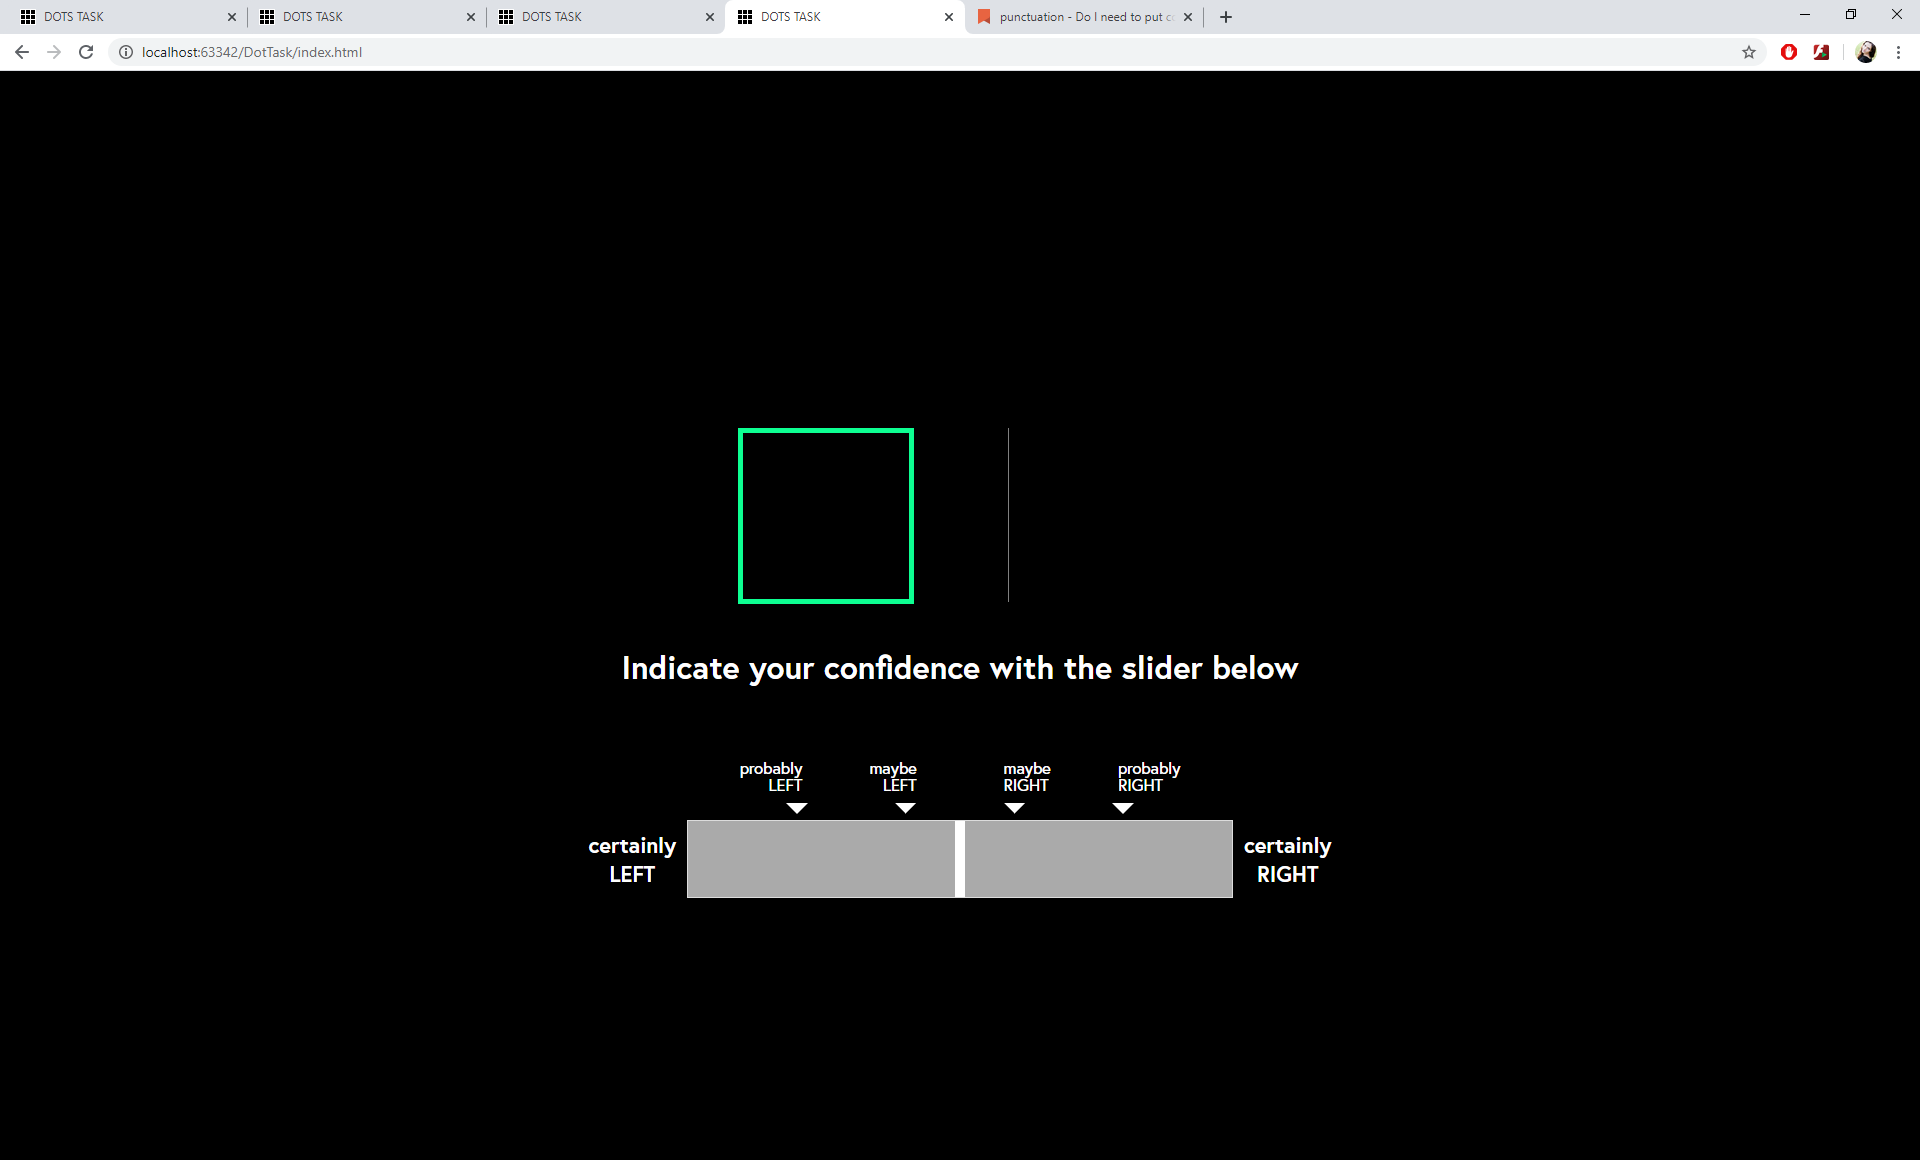 DOTS TASK
DOTS TASK
DOTS TASK
DOTS TASK
punctuation - Do I need to put
localhost:63342/DotTask/index.html
Indicate your confidence with the slider below
probably
LEFT
maybe
LEFT
maybe
RIGHT
probably
RIGHT
certainly
LEFT
certainly
RIGHT